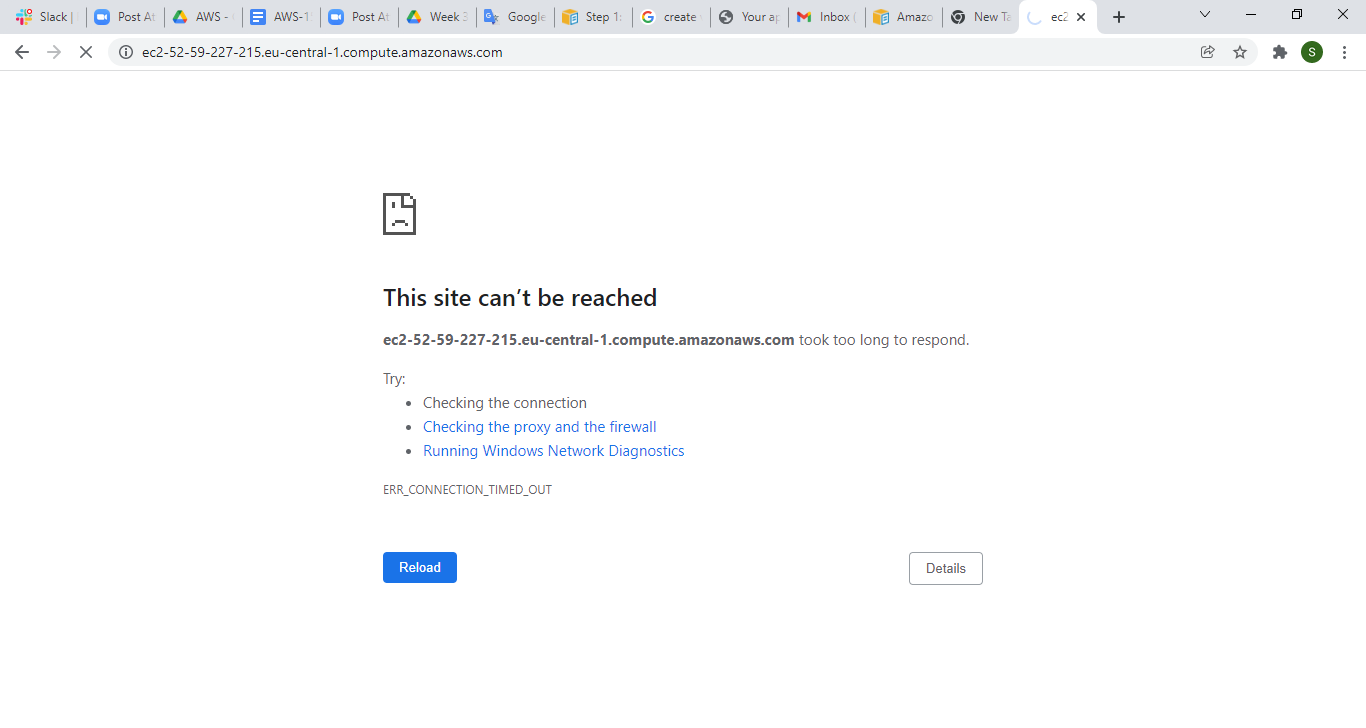 Slack |
Post At
AWS -
AWS-1
Post At
Week 3
Google
Step 1:
create
Your ap
Inbox (
Amazo
New Ta
ec2
ec2-52-59-227-215.eu-central-1.compute.amazonaws.com
S
This site can't be reached
ec2-52-59-227-215.eu-central-1.compute.amazonaws.com took too long to respond.
Try:
• Checking the connection
• Checking the proxy and the firewall
• Running Windows Network Diagnostics
ERR_CONNECTION_TIMED_OUT
Reload
Details